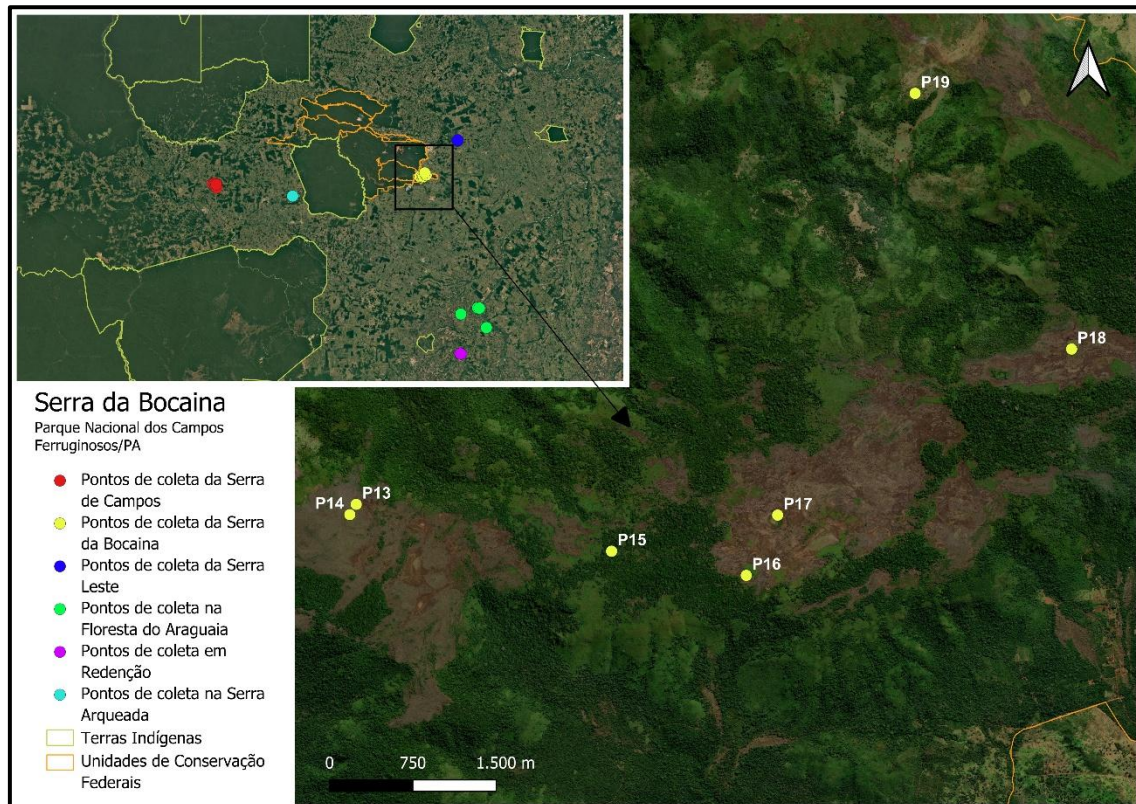 P19
P18
P13
P14
P17
P15
P16
Serra da Bocaina
Parque Nacional dos Campos
Ferruginosos/PA
Pontos de coleta da Serra
de Campos
Pontos de coleta da Serra
da Bocaina
Pontos de coleta da Serra
Leste
Pontos de coleta na
Floresta do Araguaia
Pontos de coleta em
Redenção
Pontos de coleta na Serra
Arqueada
Terras Indígenas
Unidades de Conservação
Federais
0 750 1.500 m